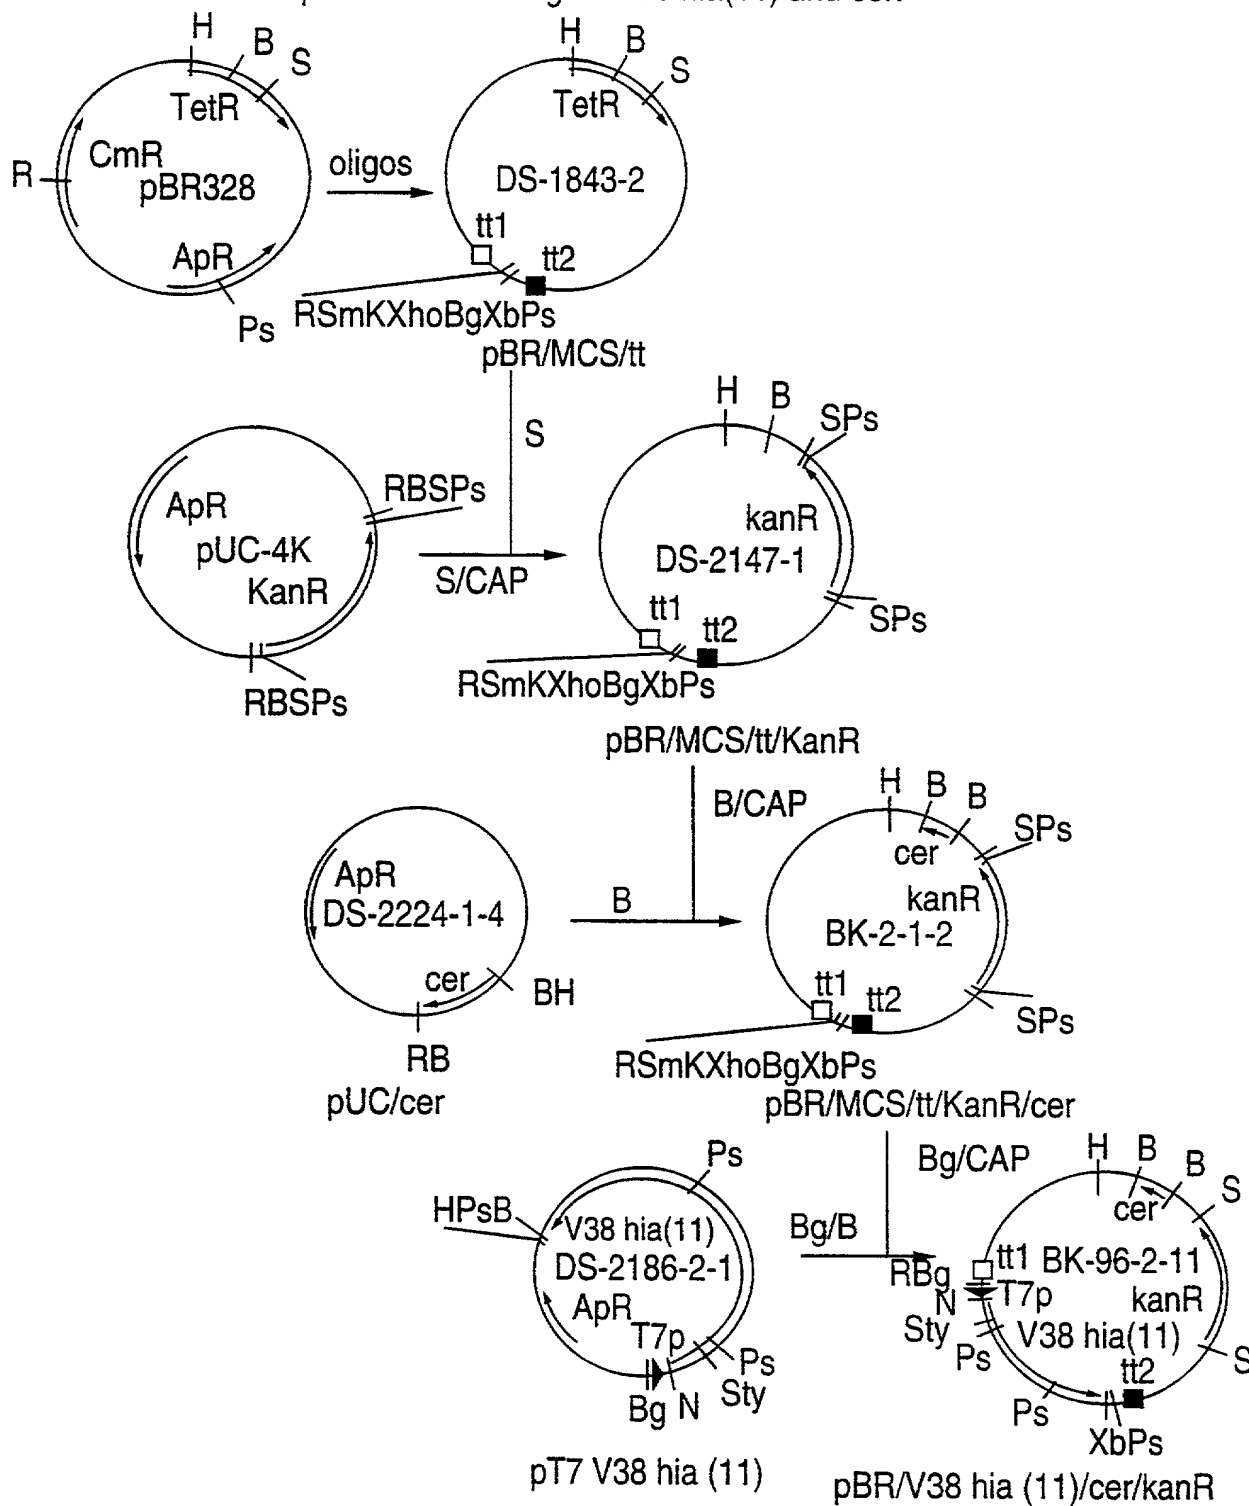 hia(11) and cer.
H
B
S
TetR
CmR
pBR328
R
ApR
Ps
oligos
H
B
S
TetR
DS-1843-2
tt1
tt2
RSmKXhoBgXbPs
pBR/MCS/tt
S
ApR
pUC-4K
KanR
RBSPs
RBSPs
S/CAP
H
B
SPs
kanR
DS-2147-1
tt1
tt2
SPs
RSmKXhoBgXbPs
pBR/MCS/tt/KanR
B/CAP
ApR
DS-2224-1-4
cer
BH
RB
pUC/cer
B
H
B
B
SPs
cer
kanR
BK-2-1-2
tt1
tt2
SPs
RSmKXhoBgXbPs
pBR/MCS/tt/KanR/cer
Bg/CAP
Ps
HPsB
V38 hia(11)
DS-2186-2-1
ApR
T7p
Ps
Sty
Bg
N
pT7 V38 hia (11)
Bg/B
H
B
B
S
cer
tt1
BK-96-2-11
RBg
T7p
kanR
N
Sty
V38 hia(11)
Ps
tt2
S
Ps
XbPs
pBR/V38 hia (11)/cer/kanR